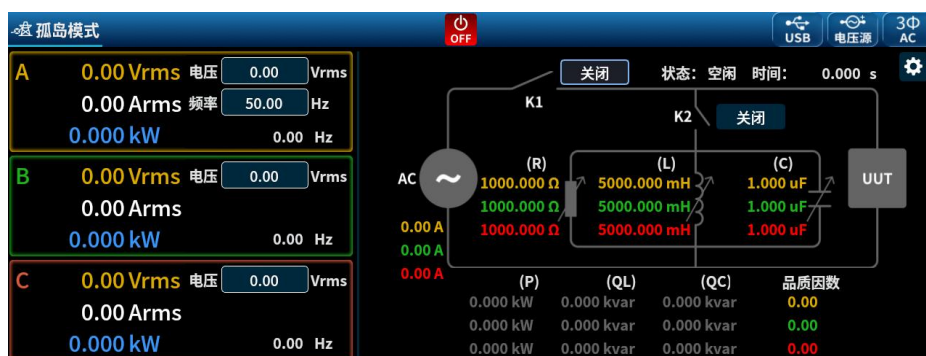 孤岛模式
OFF
USB
电压源
3Φ
AC
A
0.00 Vrms 电压 0.00 Vrms
0.00 Arms 频率 50.00 Hz
0.000 kW 0.00 Hz
B
0.00 Vrms 电压 0.00 Vrms
0.00 Arms
0.000 kW 0.00 Hz
C
0.00 Vrms 电压 0.00 Vrms
0.00 Arms
0.000 kW 0.00 Hz
关闭 状态：空闲 时间： 0.000 s
K1
K2 关闭
AC
UUT
(R) (L) (C)
1000.000 Ω 5000.000 mH 1.000 uF
1000.000 Ω 5000.000 mH 1.000 uF
1000.000 Ω 5000.000 mH 1.000 uF
0.00 A
0.00 A
0.00 A
(P) (QL) (QC) 品质因数
0.000 kW 0.000 kvar 0.000 kvar 0.00
0.000 kW 0.000 kvar 0.000 kvar 0.00
0.000 kW 0.000 kvar 0.000 kvar 0.00